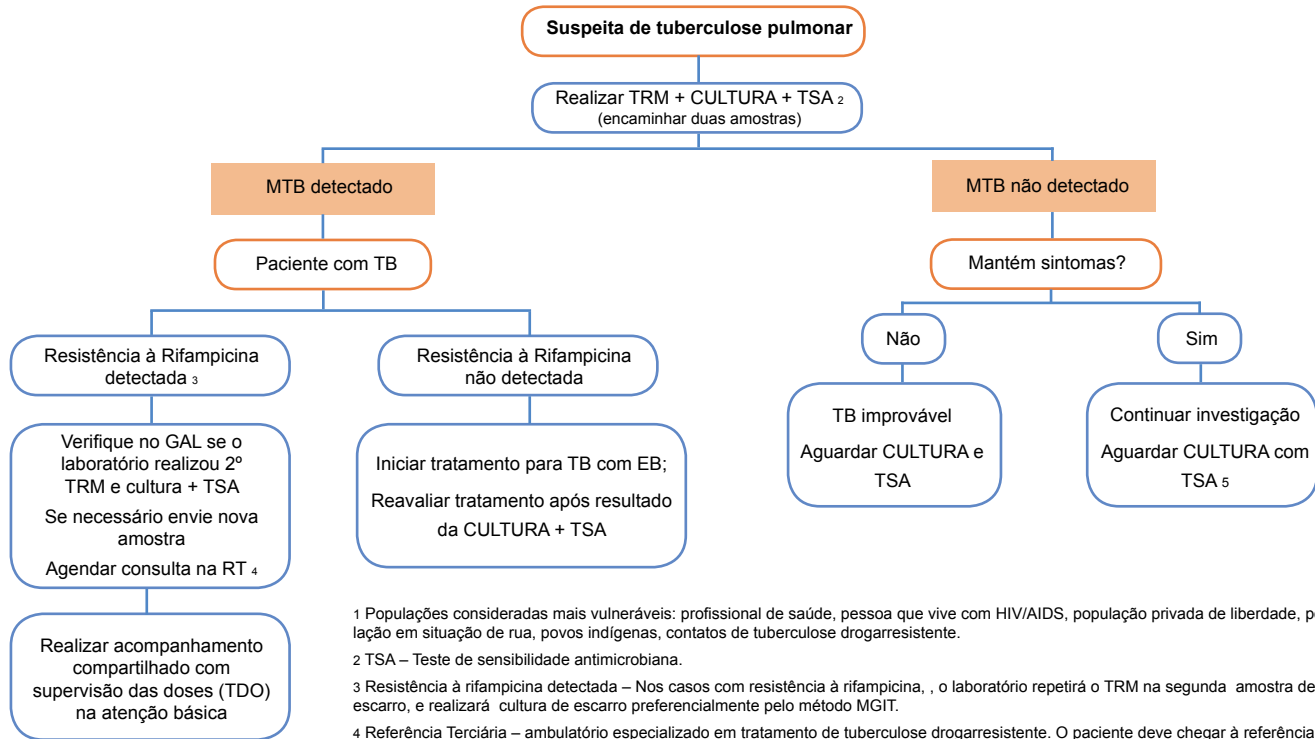 Suspeita de tuberculose pulmonar
Realizar TRM + CULTURA + TSA 2
(encaminhar duas amostras)
MTB detectado
MTB não detectado
Paciente com TB
Mantém sintomas?
Resistência à Rifampicina
detectada 3
Resistência à Rifampicina
não detectada
Não
Sim
Verifique no GAL se o
laboratório realizou 2º
TRM e cultura + TSA
Se necessário envie nova
amostra
Agendar consulta na RT 4
Iniciar tratamento para TB com EB;
Reavaliar tratamento após resultado
da CULTURA + TSA
TB improvável
Aguardar CULTURA e
TSA
Continuar investigação
Aguardar CULTURA com
TSA 5
Realizar acompanhamento
compartilhado com
supervisão das doses (TDO)
na atenção básica
1 Populações consideradas mais vulneráveis: profissional de saúde, pessoa que vive com HIV/AIDS, população privada de liberdade, po
lação em situação de rua, povos indígenas, contatos de tuberculose drogarresistente.
2 TSA – Teste de sensibilidade antimicrobiana.
3 Resistência à rifampicina detectada – Nos casos com resistência à rifampicina, , o laboratório repetirá o TRM na segunda amostra de
escarro, e realizará cultura de escarro preferencialmente pelo método MGIT.
4 Referência Terciária – ambulatório especializado em tratamento de tuberculose drogarresistente. O paciente deve chegar à referência